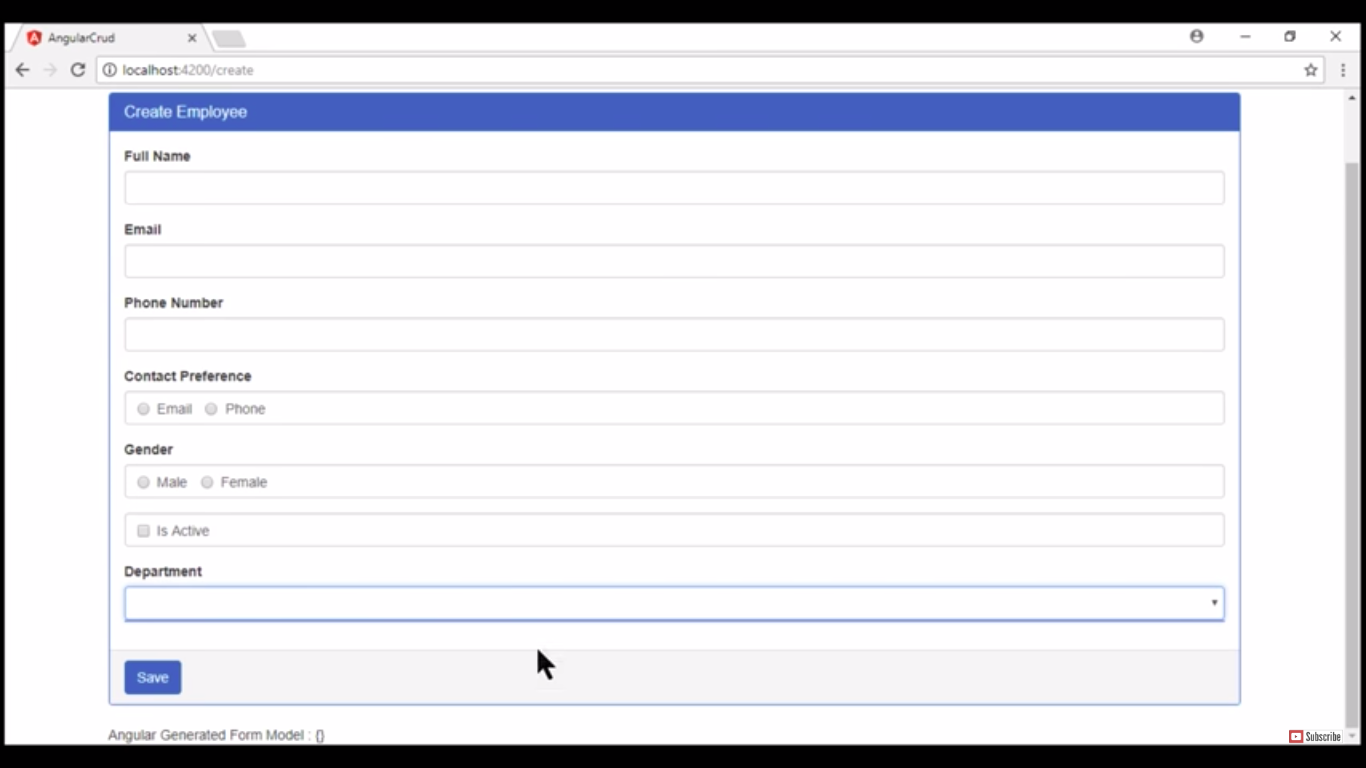 AngularCrud
localhost:4200/create
Create Employee
Full Name
Email
Phone Number
Contact Preference
Email Phone
Gender
Male Female
Is Active
Department
Save
Angular Generated Form Model : {}
Subscribe